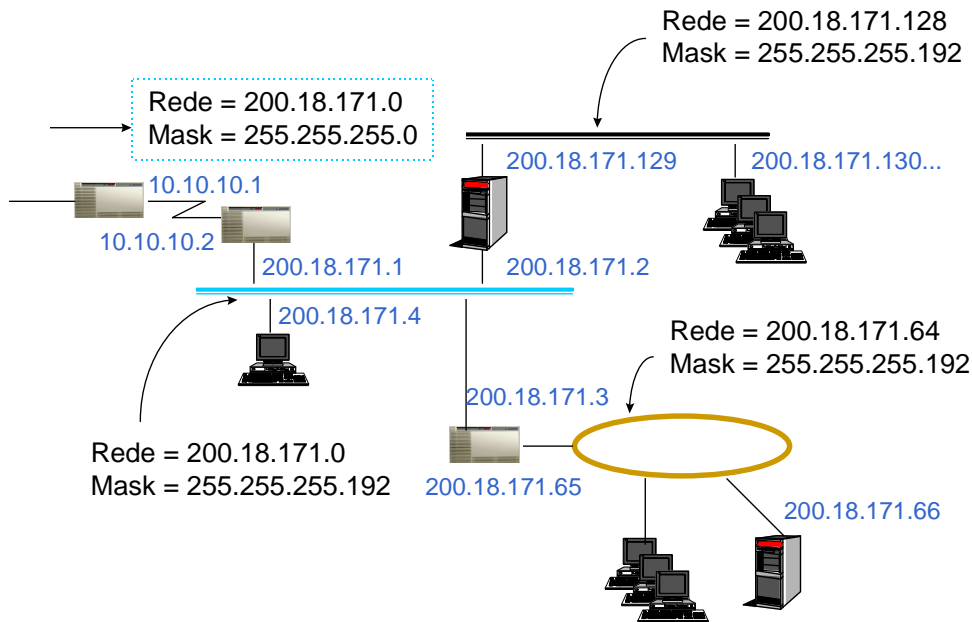 Rede = 200.18.171.128
Mask = 255.255.255.192
Rede = 200.18.171.0
Mask = 255.255.255.0
200.18.171.129
200.18.171.130...
10.10.10.1
10.10.10.2
200.18.171.1
200.18.171.2
200.18.171.4
Rede = 200.18.171.64
Mask = 255.255.255.192
200.18.171.3
Rede = 200.18.171.0
Mask = 255.255.255.192
200.18.171.65
200.18.171.66